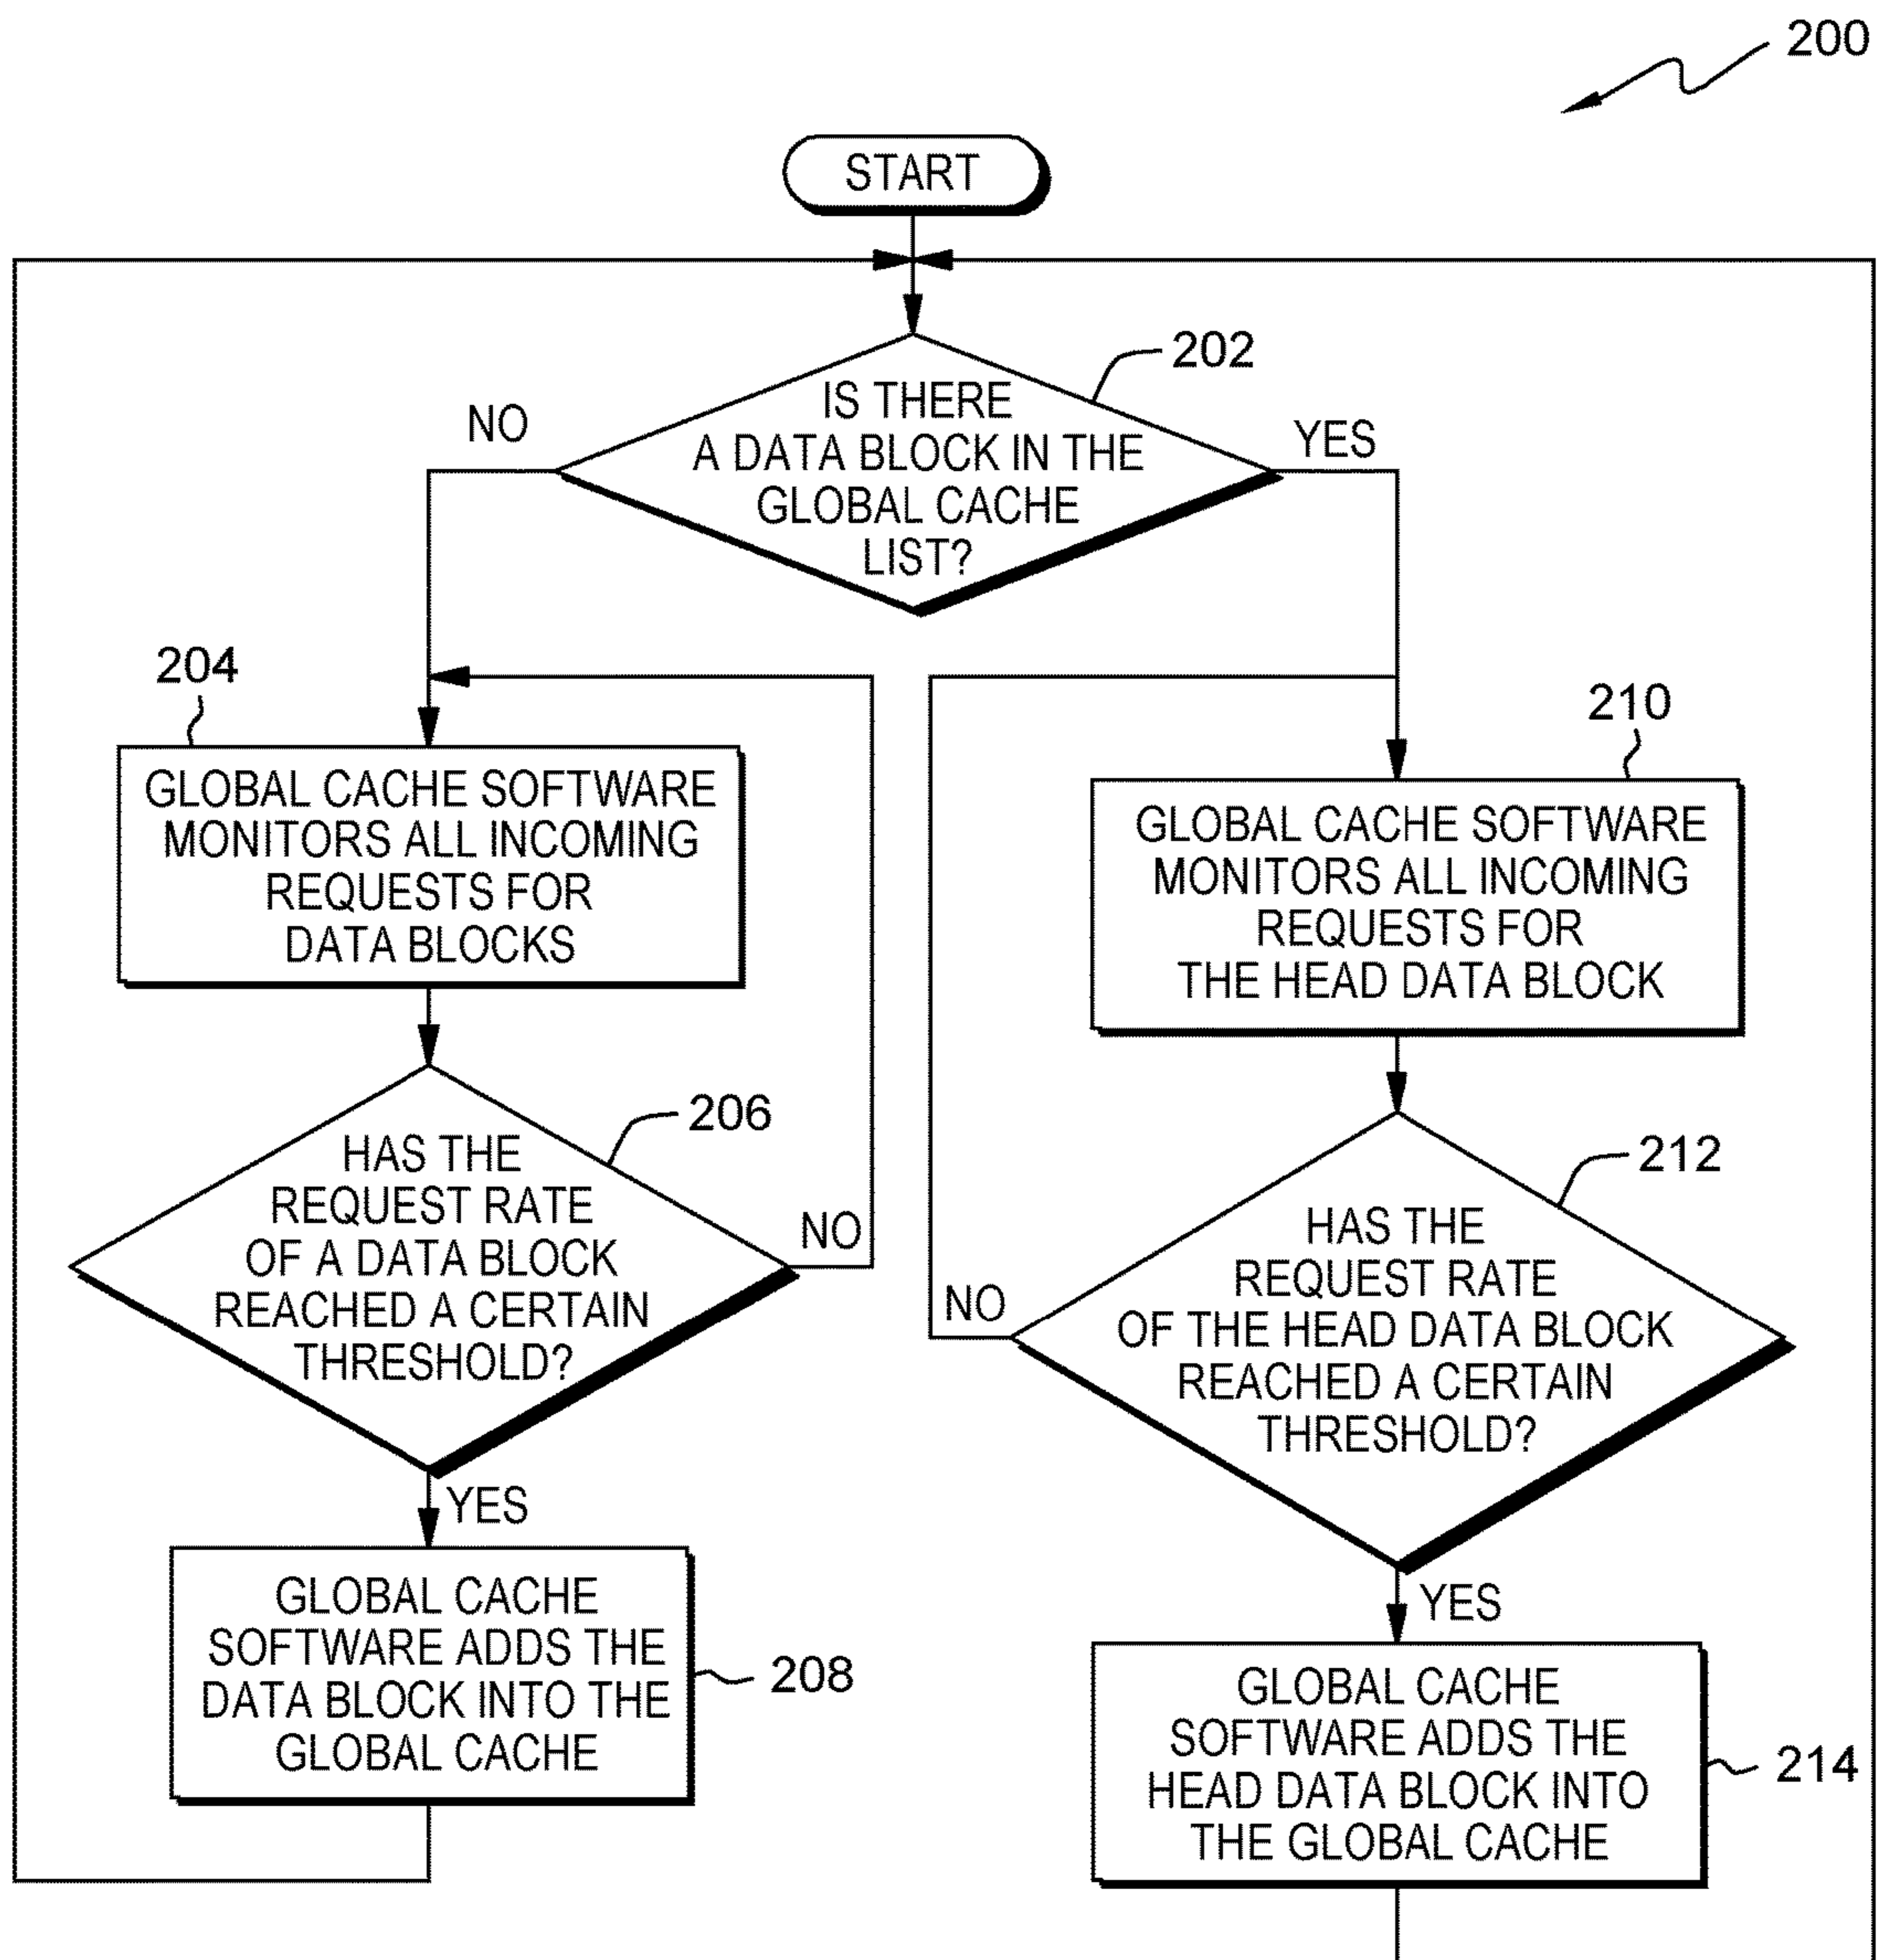 200
START
202
IS THERE
A DATA BLOCK IN THE
GLOBAL CACHE
LIST?
NO
YES
204
GLOBAL CACHE SOFTWARE
MONITORS ALL INCOMING
REQUESTS FOR
DATA BLOCKS
206
HAS THE
REQUEST RATE
OF A DATA BLOCK
REACHED A CERTAIN
THRESHOLD?
NO
YES
GLOBAL CACHE
SOFTWARE ADDS THE
DATA BLOCK INTO THE
GLOBAL CACHE
208
210
GLOBAL CACHE SOFTWARE
MONITORS ALL INCOMING
REQUESTS FOR
THE HEAD DATA BLOCK
212
HAS THE
REQUEST RATE
OF THE HEAD DATA BLOCK
REACHED A CERTAIN
THRESHOLD?
NO
YES
GLOBAL CACHE
SOFTWARE ADDS THE
HEAD DATA BLOCK INTO
THE GLOBAL CACHE
214